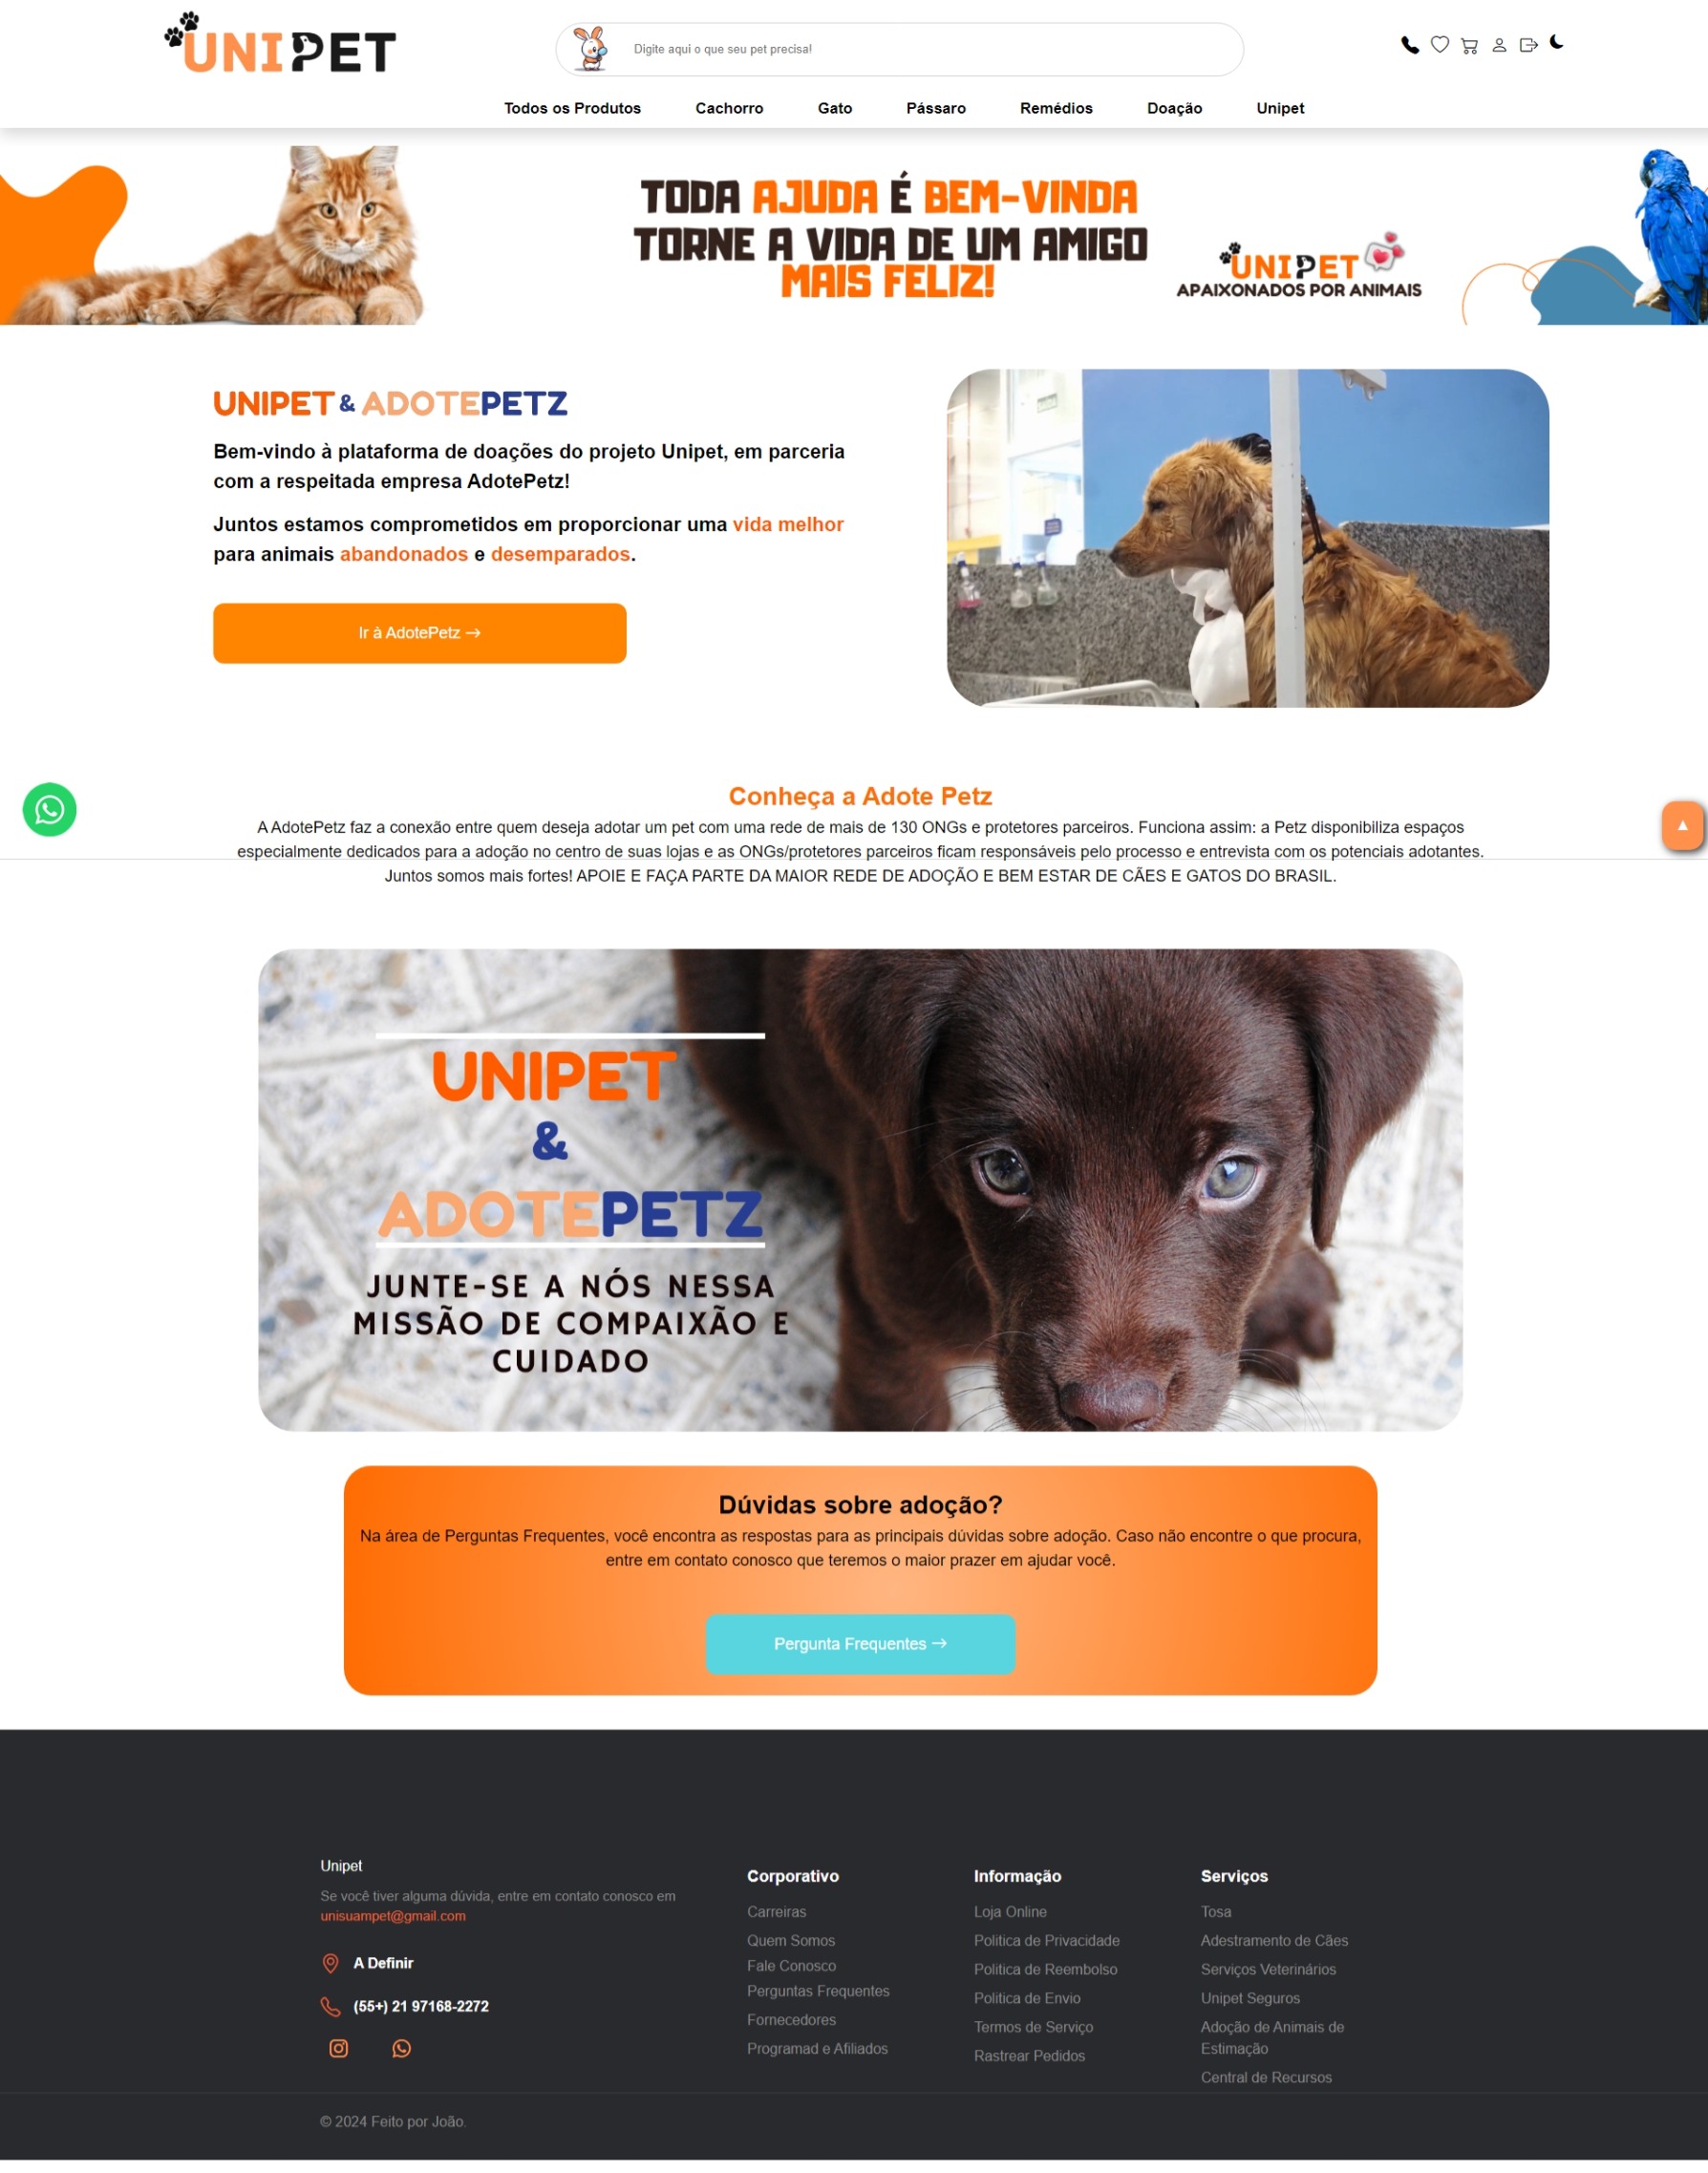 UNIPET
Digite aqui o que seu pet precisa!
Todos os Produtos
Cachorro
Gato
Pássaro
Remédios
Doação
Unipet
TODA AJUDA É BEM-VINDA
TORNE A VIDA DE UM AMIGO
MAIS FELIZ!
UNIPET
APAIXONADOS POR ANIMAIS
UNIPET & ADOTEPETZ
Bem-vindo à plataforma de doações do projeto Unipet, em parceria
com a respeitada empresa AdotePetz!
Juntos estamos comprometidos em proporcionar uma vida melhor
para animais abandonados e desemparados.
Ir à AdotePetz →
Conheça a Adote Petz
A AdotePetz faz a conexão entre quem deseja adotar um pet com uma rede de mais de 130 ONGs e protetores parceiros. Funciona assim: a Petz disponibiliza espaços
especialmente dedicados para a adoção no centro de suas lojas e as ONGs/protetores parceiros ficam responsáveis pelo processo e entrevista com os potenciais adotantes.
Juntos somos mais fortes! APOIE E FAÇA PARTE DA MAIOR REDE DE ADOÇÃO E BEM ESTAR DE CÃES E GATOS DO BRASIL.
UNIPET
&
ADOTEPETZ
JUNTE-SE A NÓS NESSA
MISSÃO DE COMPAIXÃO E
CUIDADO
Dúvidas sobre adoção?
Na área de Perguntas Frequentes, você encontra as respostas para as principais dúvidas sobre adoção. Caso não encontre o que procura,
entre em contato conosco que teremos o maior prazer em ajudar você.
Pergunta Frequentes →
Unipet
Se você tiver alguma dúvida, entre em contato conosco em
unisuampet@gmail.com
A Definir
(55+) 21 97168-2272
Corporativo
Carreiras
Quem Somos
Fale Conosco
Perguntas Frequentes
Fornecedores
Programad e Afiliados
Informação
Loja Online
Politica de Privacidade
Politica de Reembolso
Politica de Envio
Termos de Serviço
Rastrear Pedidos
Serviços
Tosa
Adestramento de Cães
Serviços Veterinários
Unipet Seguros
Adoção de Animais de
Estimação
Central de Recursos
© 2024 Feito por João.